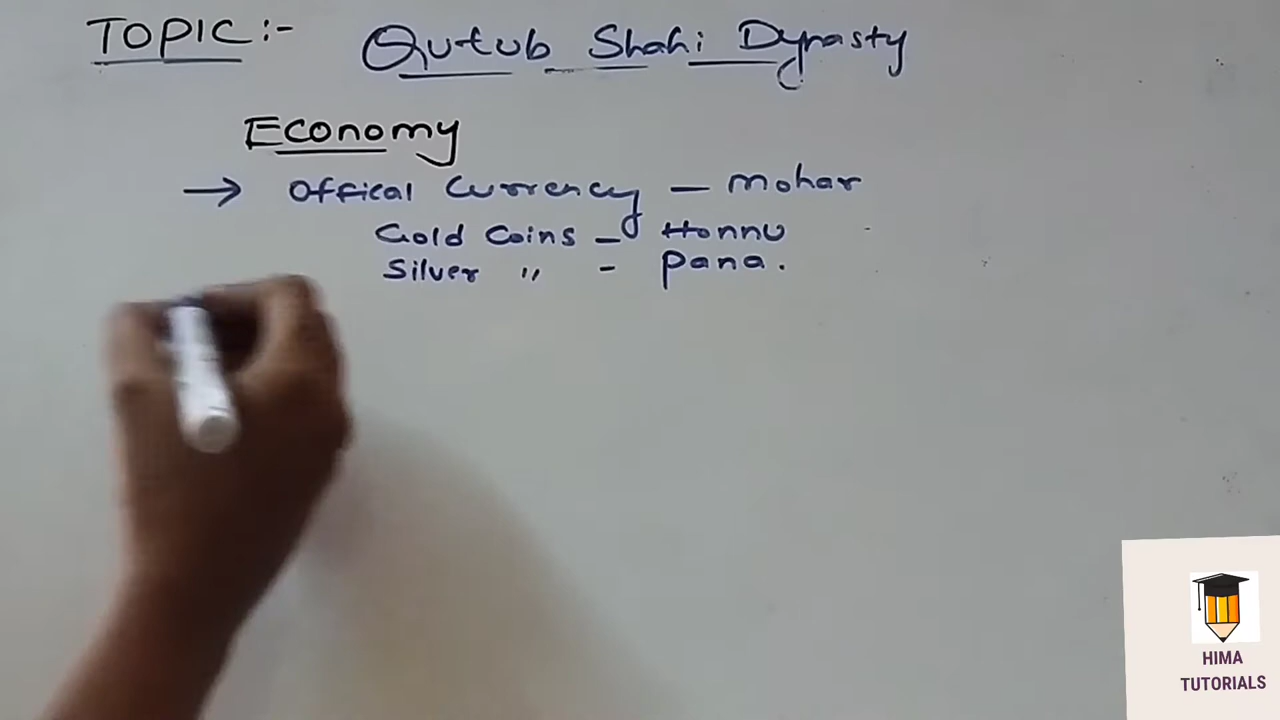 TOPIC:- Qutub Shahi Dynasty
Economy
→ Offical Currency - Mohar
Gold Coins - Honnu
Silver " - Pana.
HIMA
TUTORIALS